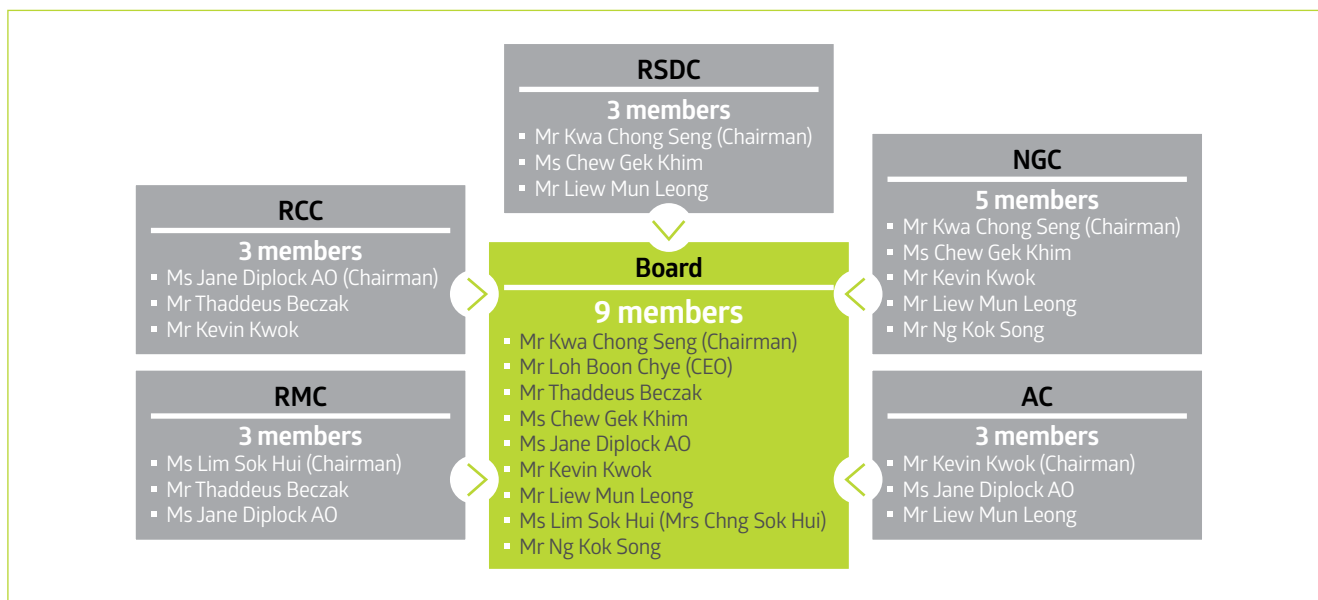 RSDC
3 members
▪ Mr Kwa Chong Seng (Chairman)
▪ Ms Chew Gek Khim
▪ Mr Liew Mun Leong
RCC
3 members
▪ Ms Jane Diplock AO (Chairman)
▪ Mr Thaddeus Beczak
▪ Mr Kevin Kwok
RMC
3 members
▪ Ms Lim Sok Hui (Chairman)
▪ Mr Thaddeus Beczak
▪ Ms Jane Diplock AO
Board
9 members
▪ Mr Kwa Chong Seng (Chairman)
▪ Mr Loh Boon Chye (CEO)
▪ Mr Thaddeus Beczak
▪ Ms Chew Gek Khim
▪ Ms Jane Diplock AO
▪ Mr Kevin Kwok
▪ Mr Liew Mun Leong
▪ Ms Lim Sok Hui (Mrs Chng Sok Hui)
▪ Mr Ng Kok Song
NGC
5 members
▪ Mr Kwa Chong Seng (Chairman)
▪ Ms Chew Gek Khim
▪ Mr Kevin Kwok
▪ Mr Liew Mun Leong
▪ Mr Ng Kok Song
AC
3 members
▪ Mr Kevin Kwok (Chairman)
▪ Ms Jane Diplock AO
▪ Mr Liew Mun Leong